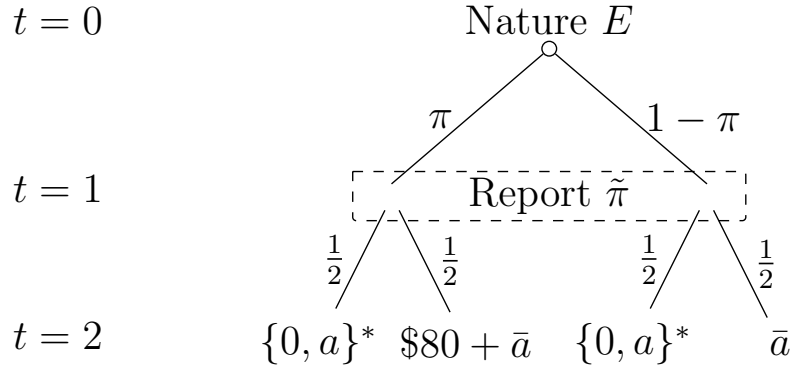 t = 0 Nature E
π 1 − π
t = 1 Report π̃
1/2 1/2 1/2 1/2
t = 2 {0, a}* $80 + ā {0, a}* ā